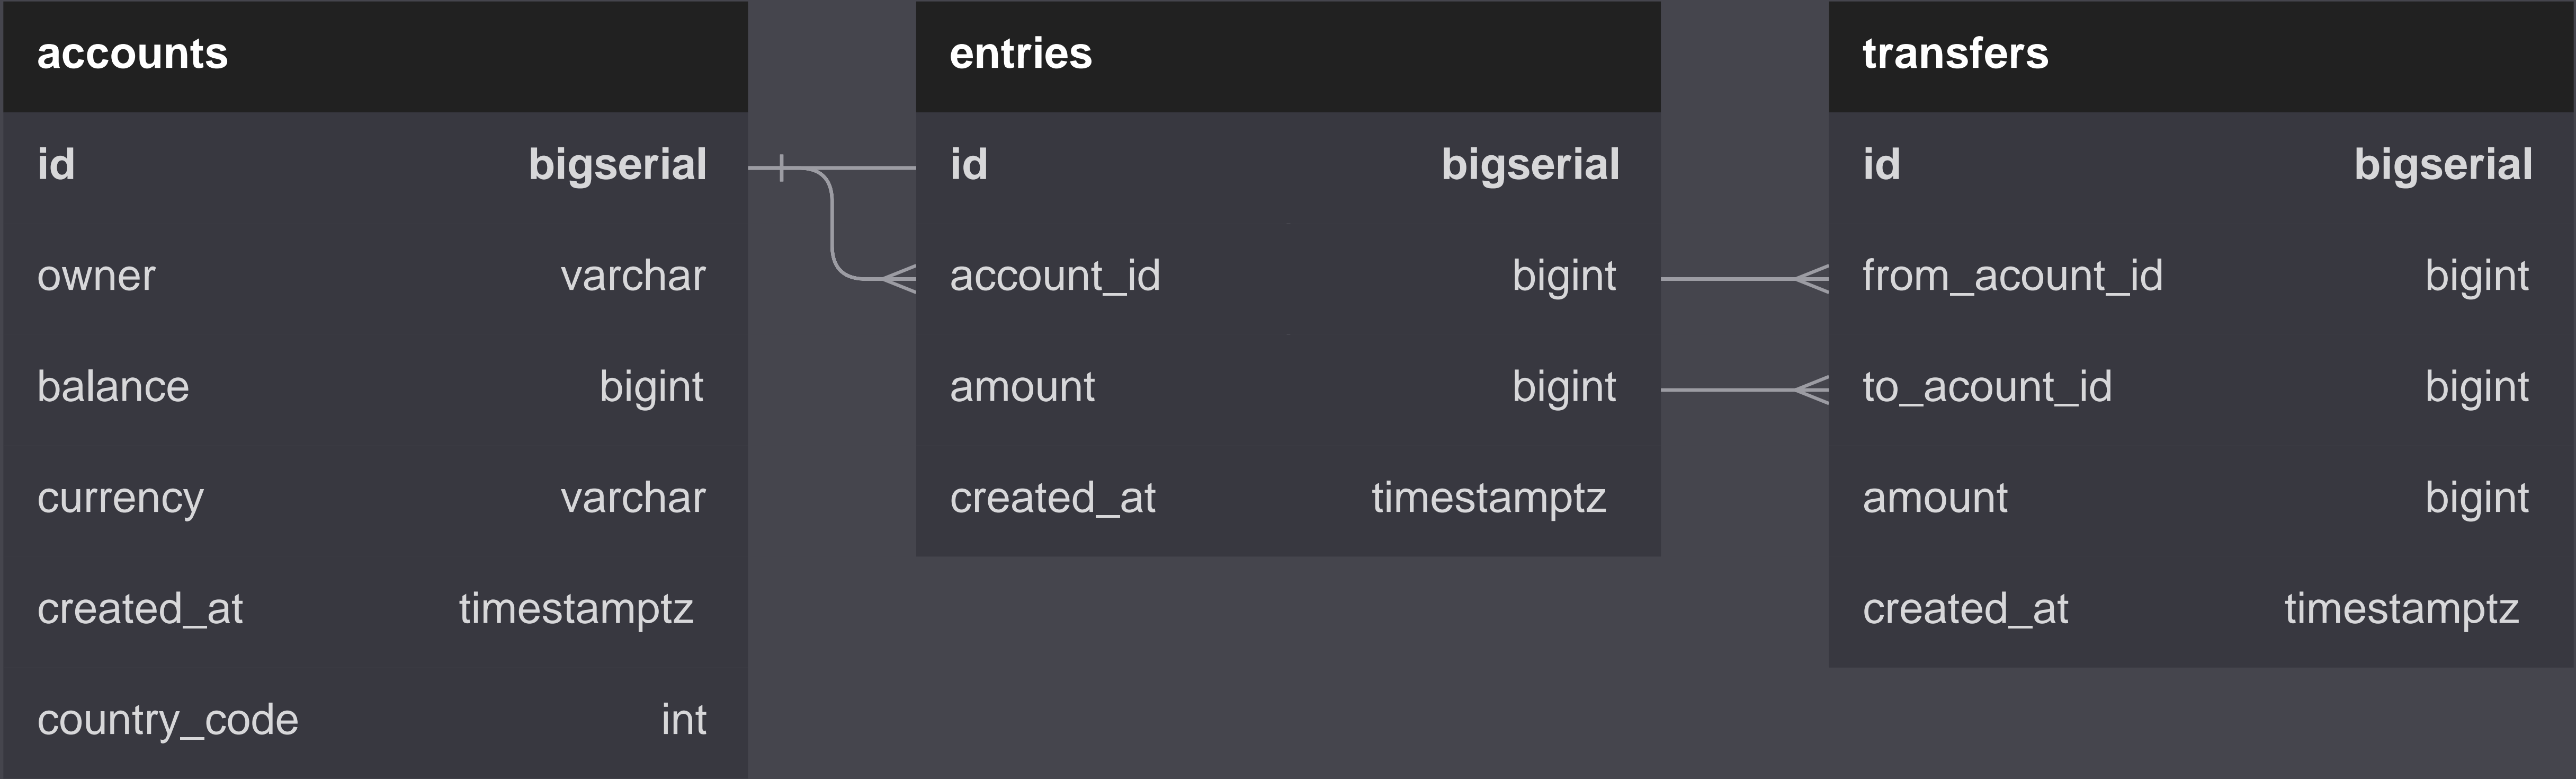 accounts
id bigserial
owner varchar
balance bigint
currency varchar
created_at timestamptz
country_code int
entries
id bigserial
account_id bigint
amount bigint
created_at timestamptz
transfers
id bigserial
from_acount_id bigint
to_acount_id bigint
amount bigint
created_at timestamptz